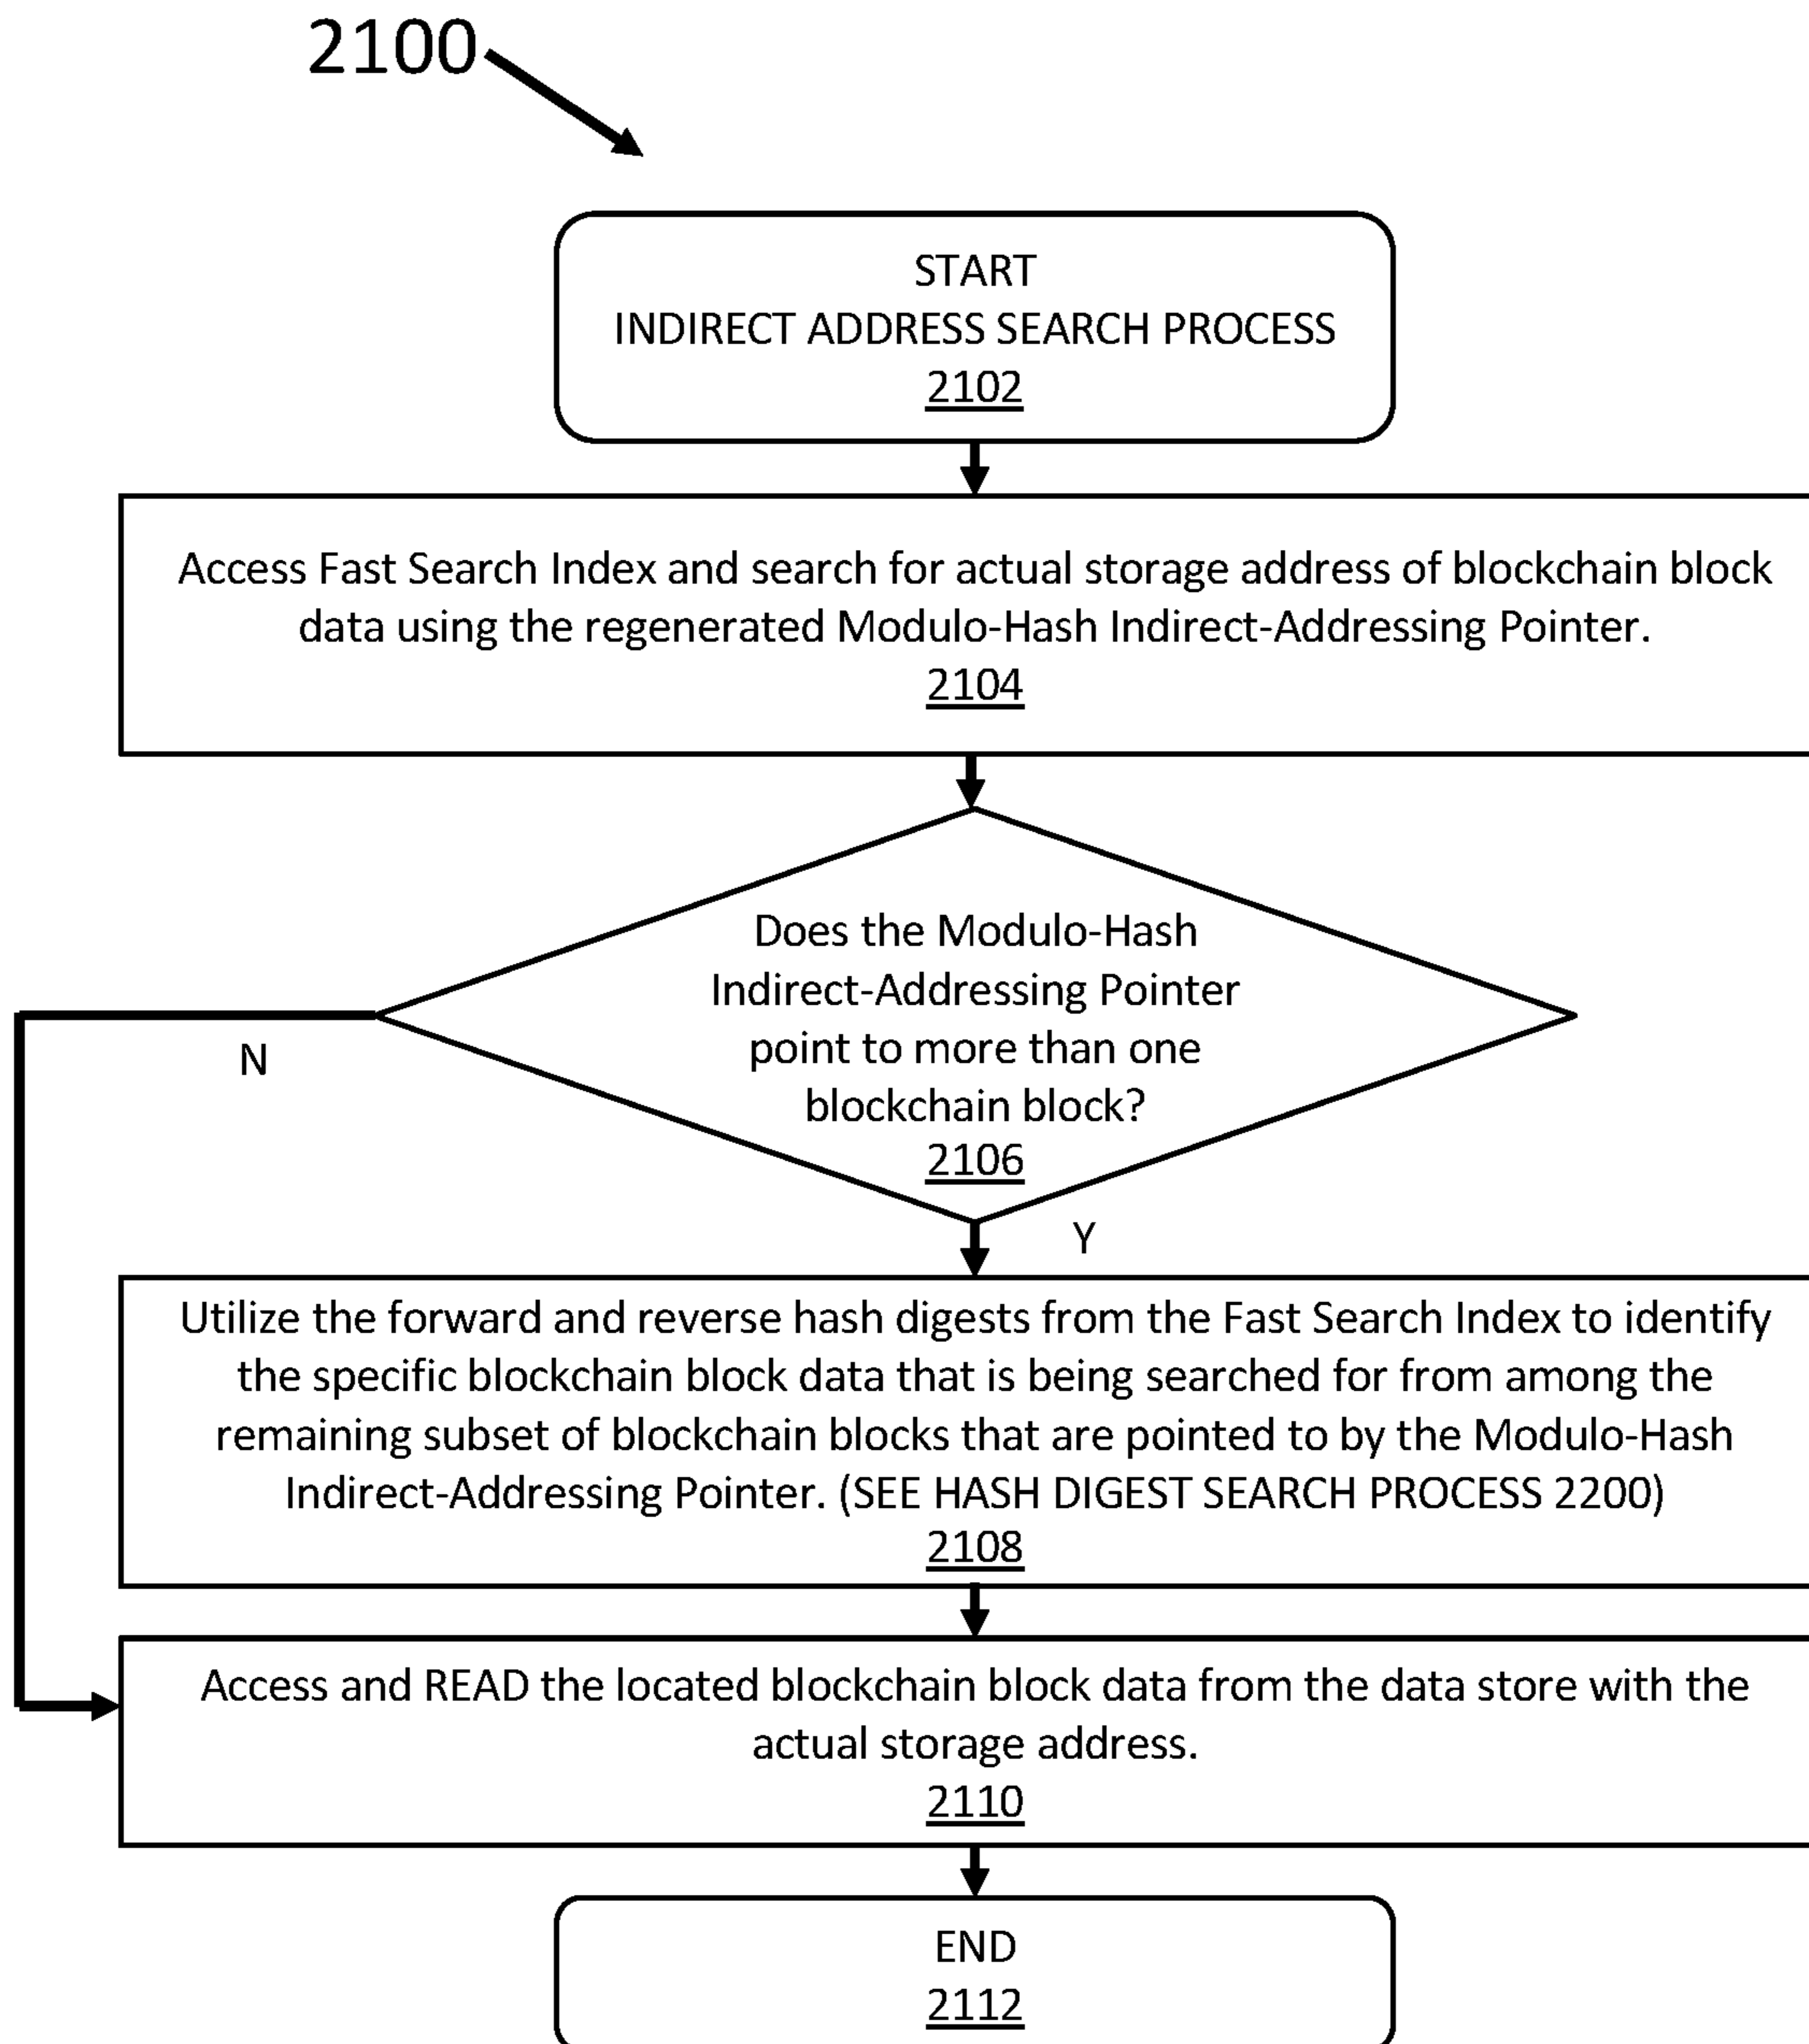 2100
START
INDIRECT ADDRESS SEARCH PROCESS
2102
Access Fast Search Index and search for actual storage address of blockchain block
data using the regenerated Modulo-Hash Indirect-Addressing Pointer.
2104
Does the Modulo-Hash
Indirect-Addressing Pointer
point to more than one
blockchain block?
2106
N
Y
Utilize the forward and reverse hash digests from the Fast Search Index to identify
the specific blockchain block data that is being searched for from among the
remaining subset of blockchain blocks that are pointed to by the Modulo-Hash
Indirect-Addressing Pointer. (SEE HASH DIGEST SEARCH PROCESS 2200)
2108
Access and READ the located blockchain block data from the data store with the
actual storage address.
2110
END
2112